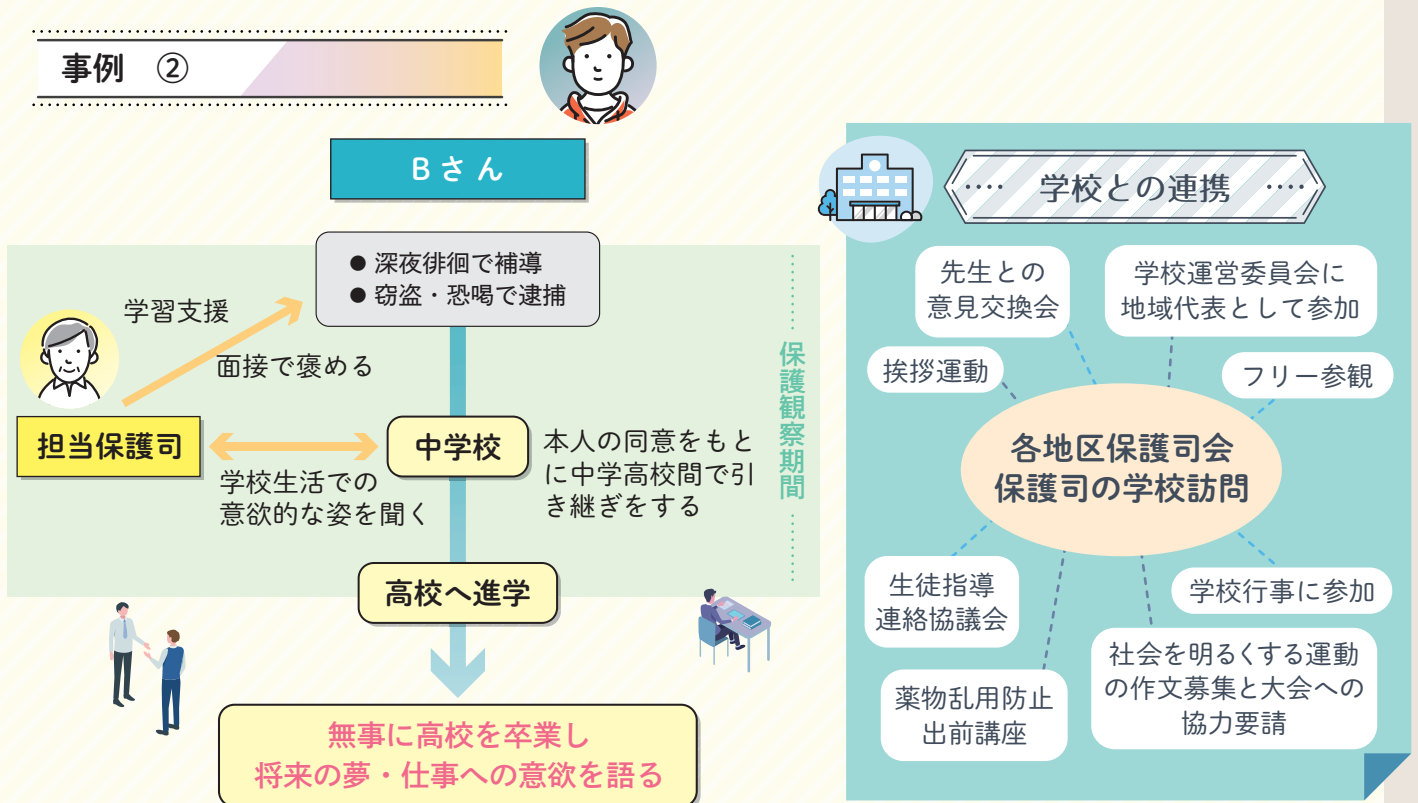 事例 ②
Bさん
● 深夜徘徊で補導
● 窃盗・恐喝で逮捕
学習支援
面接で褒める
担当保護司
中学校
学校生活での
意欲的な姿を聞く
本人の同意をもと
に中学高校間で引
き継ぎをする
保護観察期間
高校へ進学
無事に高校を卒業し
将来の夢・仕事への意欲を語る
学校との連携
先生との
意見交換会
学校運営委員会に
地域代表として参加
挨拶運動
フリー参観
各地区保護司会
保護司の学校訪問
生徒指導
連絡協議会
学校行事に参加
薬物乱用防止
出前講座
社会を明るくする運動
の作文募集と大会への
協力要請